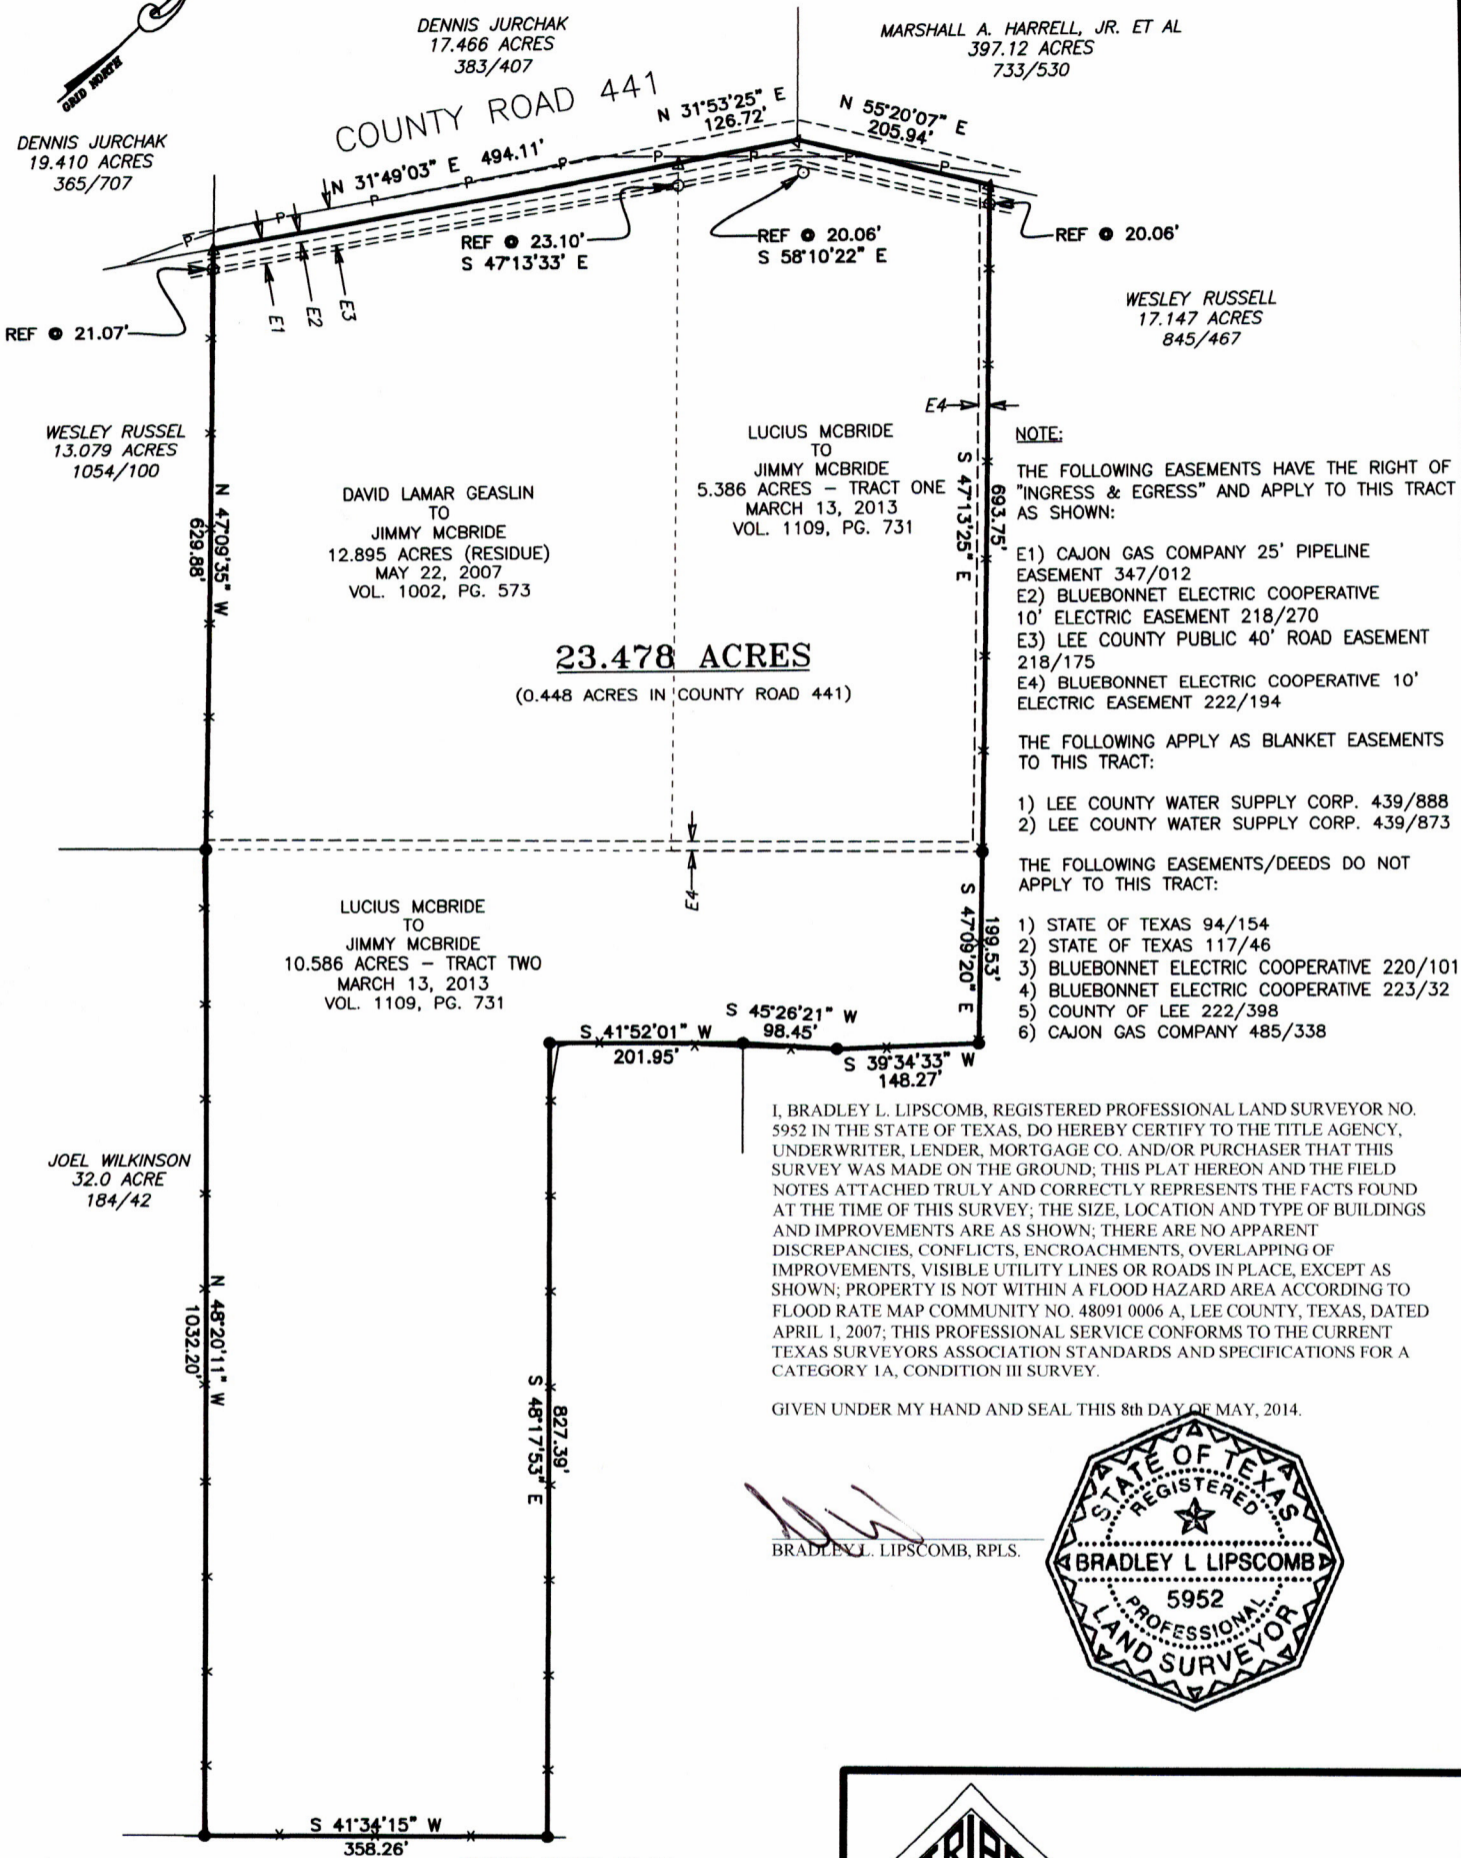 GRID NORTH
DENNIS JURCHAK
17.466 ACRES
383/407
MARSHALL A. HARRELL, JR. ET AL
397.12 ACRES
733/530
DENNIS JURCHAK
19.410 ACRES
365/707
COUNTY ROAD 441
N 31°49'03" E 494.11'
N 31°53'25" E
126.72'
N 55°20'07" E
205.94'
P P P P P P P P P
REF @ 23.10'
S 47°13'33" E
REF @ 20.06'
S 58°10'22" E
REF @ 20.06'
REF @ 21.07'
E1
E2
E3
WESLEY RUSSELL
17.147 ACRES
845/467
WESLEY RUSSEL
13.079 ACRES
1054/100
N 47°09'35" W
629.88'
DAVID LAMAR GEASLIN
TO
JIMMY MCBRIDE
12.895 ACRES (RESIDUE)
MAY 22, 2007
VOL. 1002, PG. 573
LUCIUS MCBRIDE
TO
JIMMY MCBRIDE
5.386 ACRES - TRACT ONE
MARCH 13, 2013
VOL. 1109, PG. 731
E4
S 47°13'25" E
693.75'
23.478 ACRES
(0.448 ACRES IN COUNTY ROAD 441)
NOTE:
THE FOLLOWING EASEMENTS HAVE THE RIGHT OF
"INGRESS & EGRESS" AND APPLY TO THIS TRACT
AS SHOWN:
E1) CAJON GAS COMPANY 25' PIPELINE
EASEMENT 347/012
E2) BLUEBONNET ELECTRIC COOPERATIVE
10' ELECTRIC EASEMENT 218/270
E3) LEE COUNTY PUBLIC 40' ROAD EASEMENT
218/175
E4) BLUEBONNET ELECTRIC COOPERATIVE 10'
ELECTRIC EASEMENT 222/194
THE FOLLOWING APPLY AS BLANKET EASEMENTS
TO THIS TRACT:
1) LEE COUNTY WATER SUPPLY CORP. 439/888
2) LEE COUNTY WATER SUPPLY CORP. 439/873
THE FOLLOWING EASEMENTS/DEEDS DO NOT
APPLY TO THIS TRACT:
1) STATE OF TEXAS 94/154
2) STATE OF TEXAS 117/46
3) BLUEBONNET ELECTRIC COOPERATIVE 220/101
4) BLUEBONNET ELECTRIC COOPERATIVE 223/32
5) COUNTY OF LEE 222/398
6) CAJON GAS COMPANY 485/338
E4
LUCIUS MCBRIDE
TO
JIMMY MCBRIDE
10.586 ACRES - TRACT TWO
MARCH 13, 2013
VOL. 1109, PG. 731
S 47°09'20" E
199.53'
S 41°52'01" W
201.95'
S 45°26'21" W
98.45'
S 39°34'33" W
148.27'
JOEL WILKINSON
32.0 ACRE
184/42
N 48°20'11" W
1032.20'
S 48°17'53" E
827.39'
I, BRADLEY L. LIPSCOMB, REGISTERED PROFESSIONAL LAND SURVEYOR NO.
5952 IN THE STATE OF TEXAS, DO HEREBY CERTIFY TO THE TITLE AGENCY,
UNDERWRITER, LENDER, MORTGAGE CO. AND/OR PURCHASER THAT THIS
SURVEY WAS MADE ON THE GROUND; THIS PLAT HEREON AND THE FIELD
NOTES ATTACHED TRULY AND CORRECTLY REPRESENTS THE FACTS FOUND
AT THE TIME OF THIS SURVEY; THE SIZE, LOCATION AND TYPE OF BUILDINGS
AND IMPROVEMENTS ARE AS SHOWN; THERE ARE NO APPARENT
DISCREPANCIES, CONFLICTS, ENCROACHMENTS, OVERLAPPING OF
IMPROVEMENTS, VISIBLE UTILITY LINES OR ROADS IN PLACE, EXCEPT AS
SHOWN; PROPERTY IS NOT WITHIN A FLOOD HAZARD AREA ACCORDING TO
FLOOD RATE MAP COMMUNITY NO. 48091 0006 A, LEE COUNTY, TEXAS, DATED
APRIL 1, 2007; THIS PROFESSIONAL SERVICE CONFORMS TO THE CURRENT
TEXAS SURVEYORS ASSOCIATION STANDARDS AND SPECIFICATIONS FOR A
CATEGORY 1A, CONDITION III SURVEY.
GIVEN UNDER MY HAND AND SEAL THIS 8th DAY OF MAY, 2014.
BRADLEY L. LIPSCOMB, RPLS.
STATE OF TEXAS
REGISTERED
BRADLEY L LIPSCOMB
5952
PROFESSIONAL
LAND SURVEYOR
S 41°34'15" W
358.26'